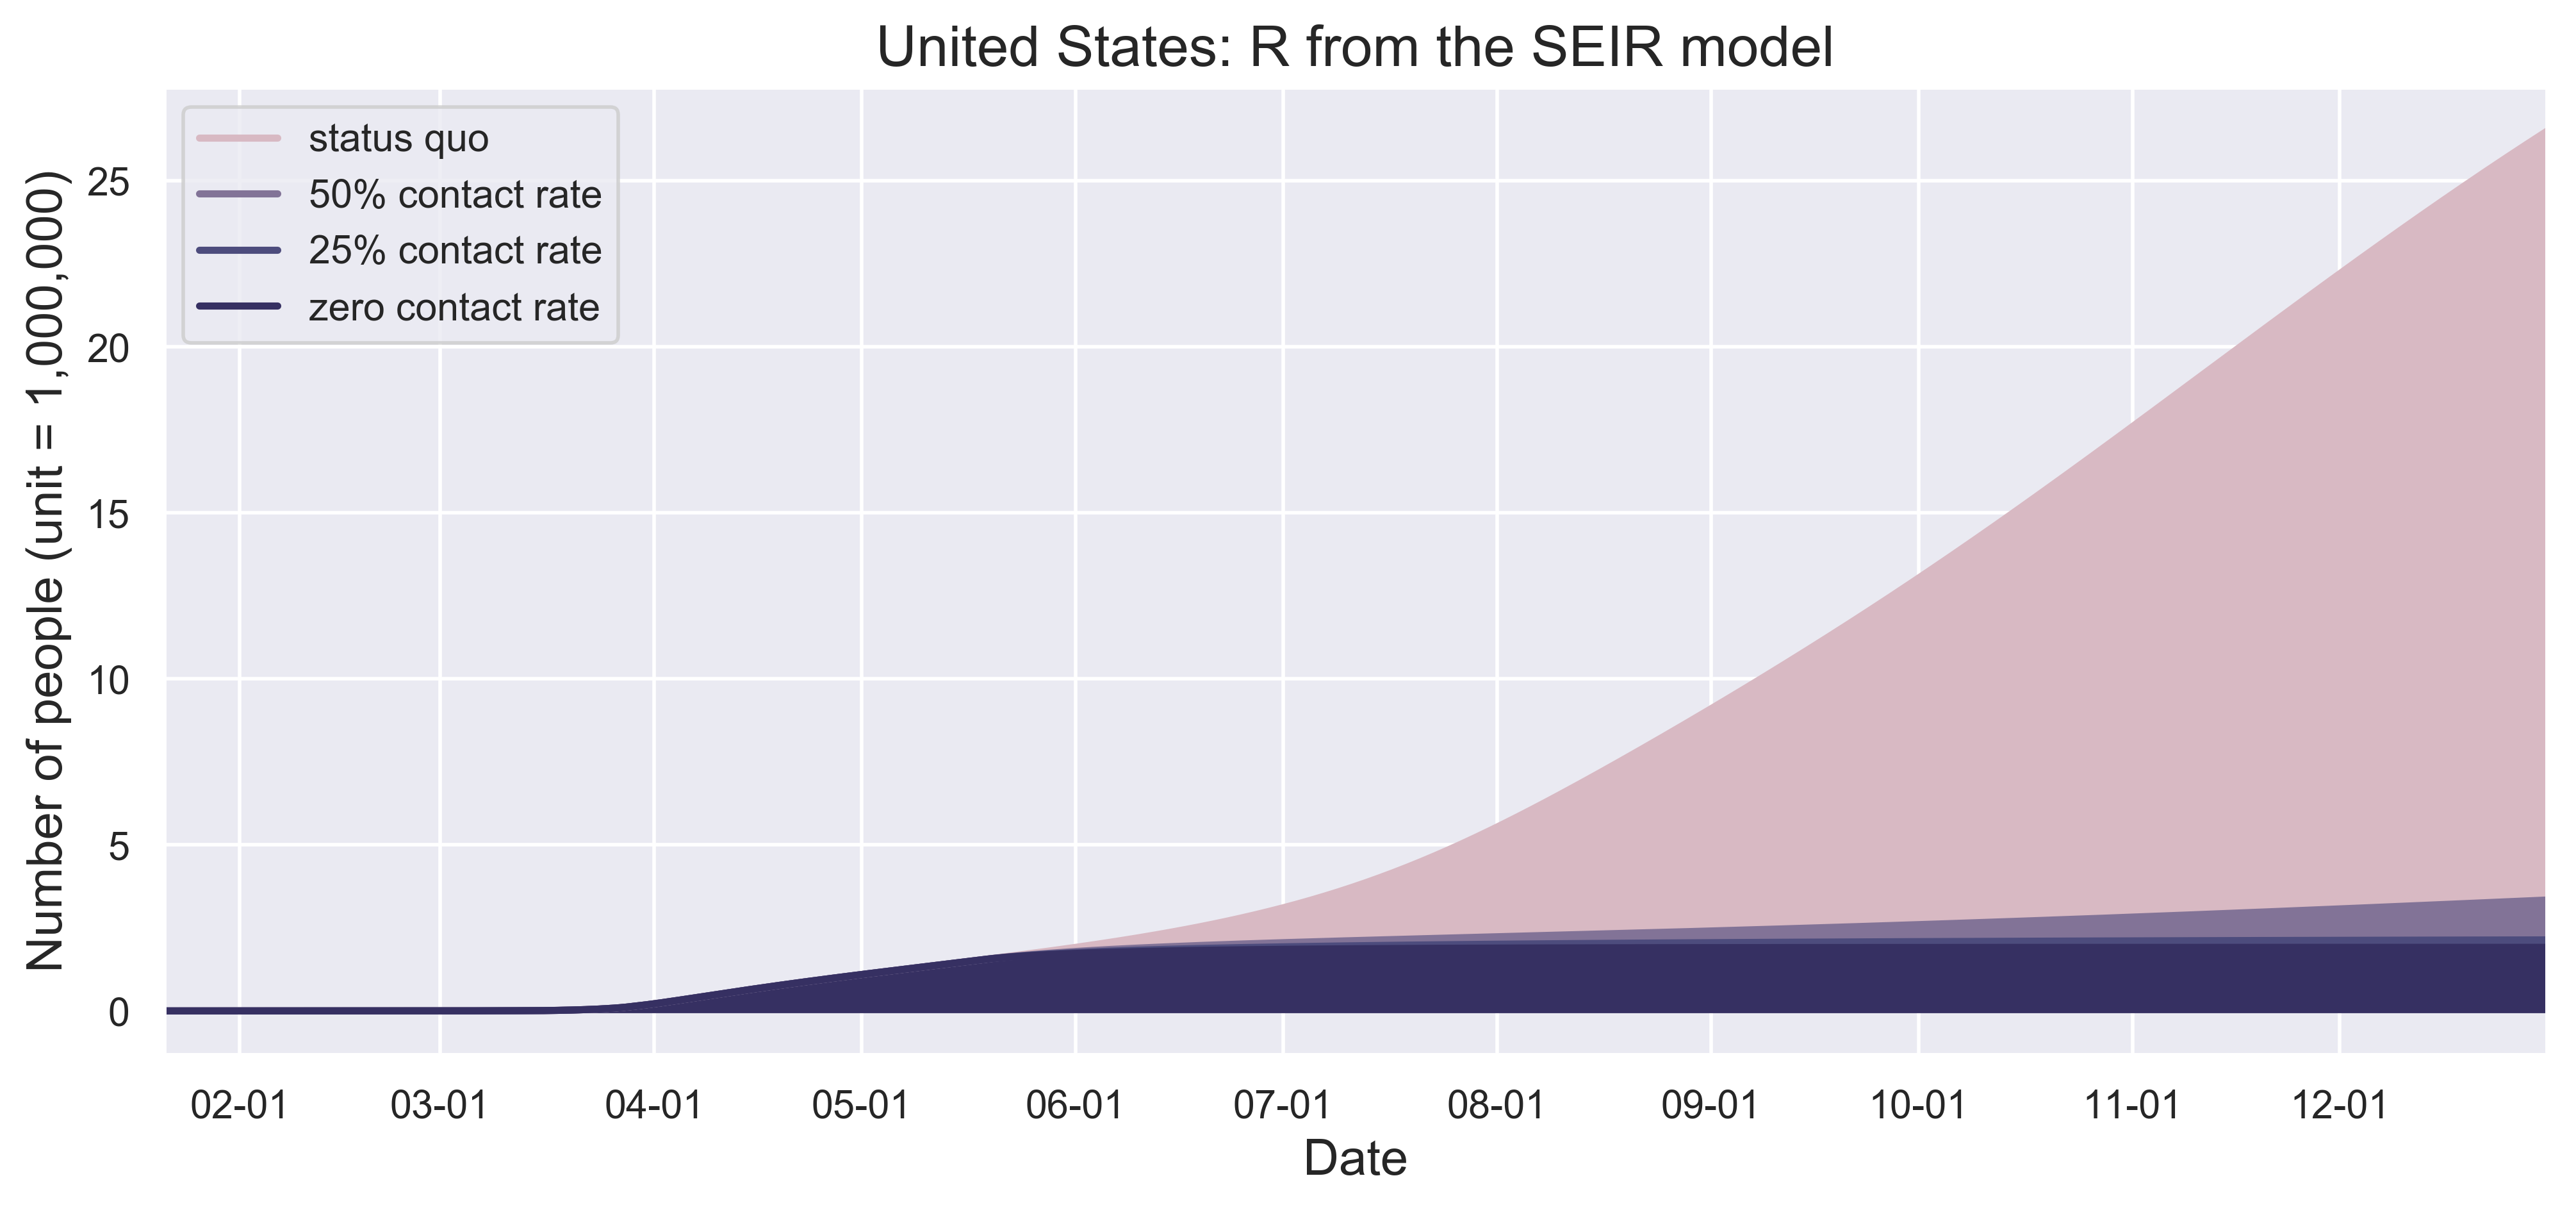 United States: R from the SEIR model
status quo
50% contact rate
25% contact rate
zero contact rate
Number of people (unit = 1,000,000)
25
20
15
10
5
0
02-01 03-01 04-01 05-01 06-01 07-01 08-01 09-01 10-01 11-01 12-01
Date